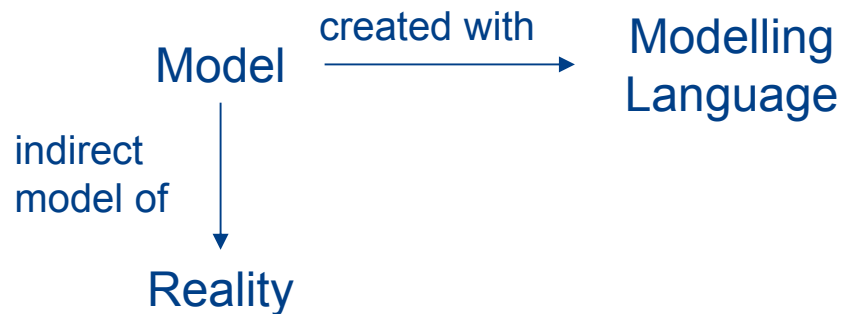 created with
Model
Modelling
Language
indirect
model of
Reality